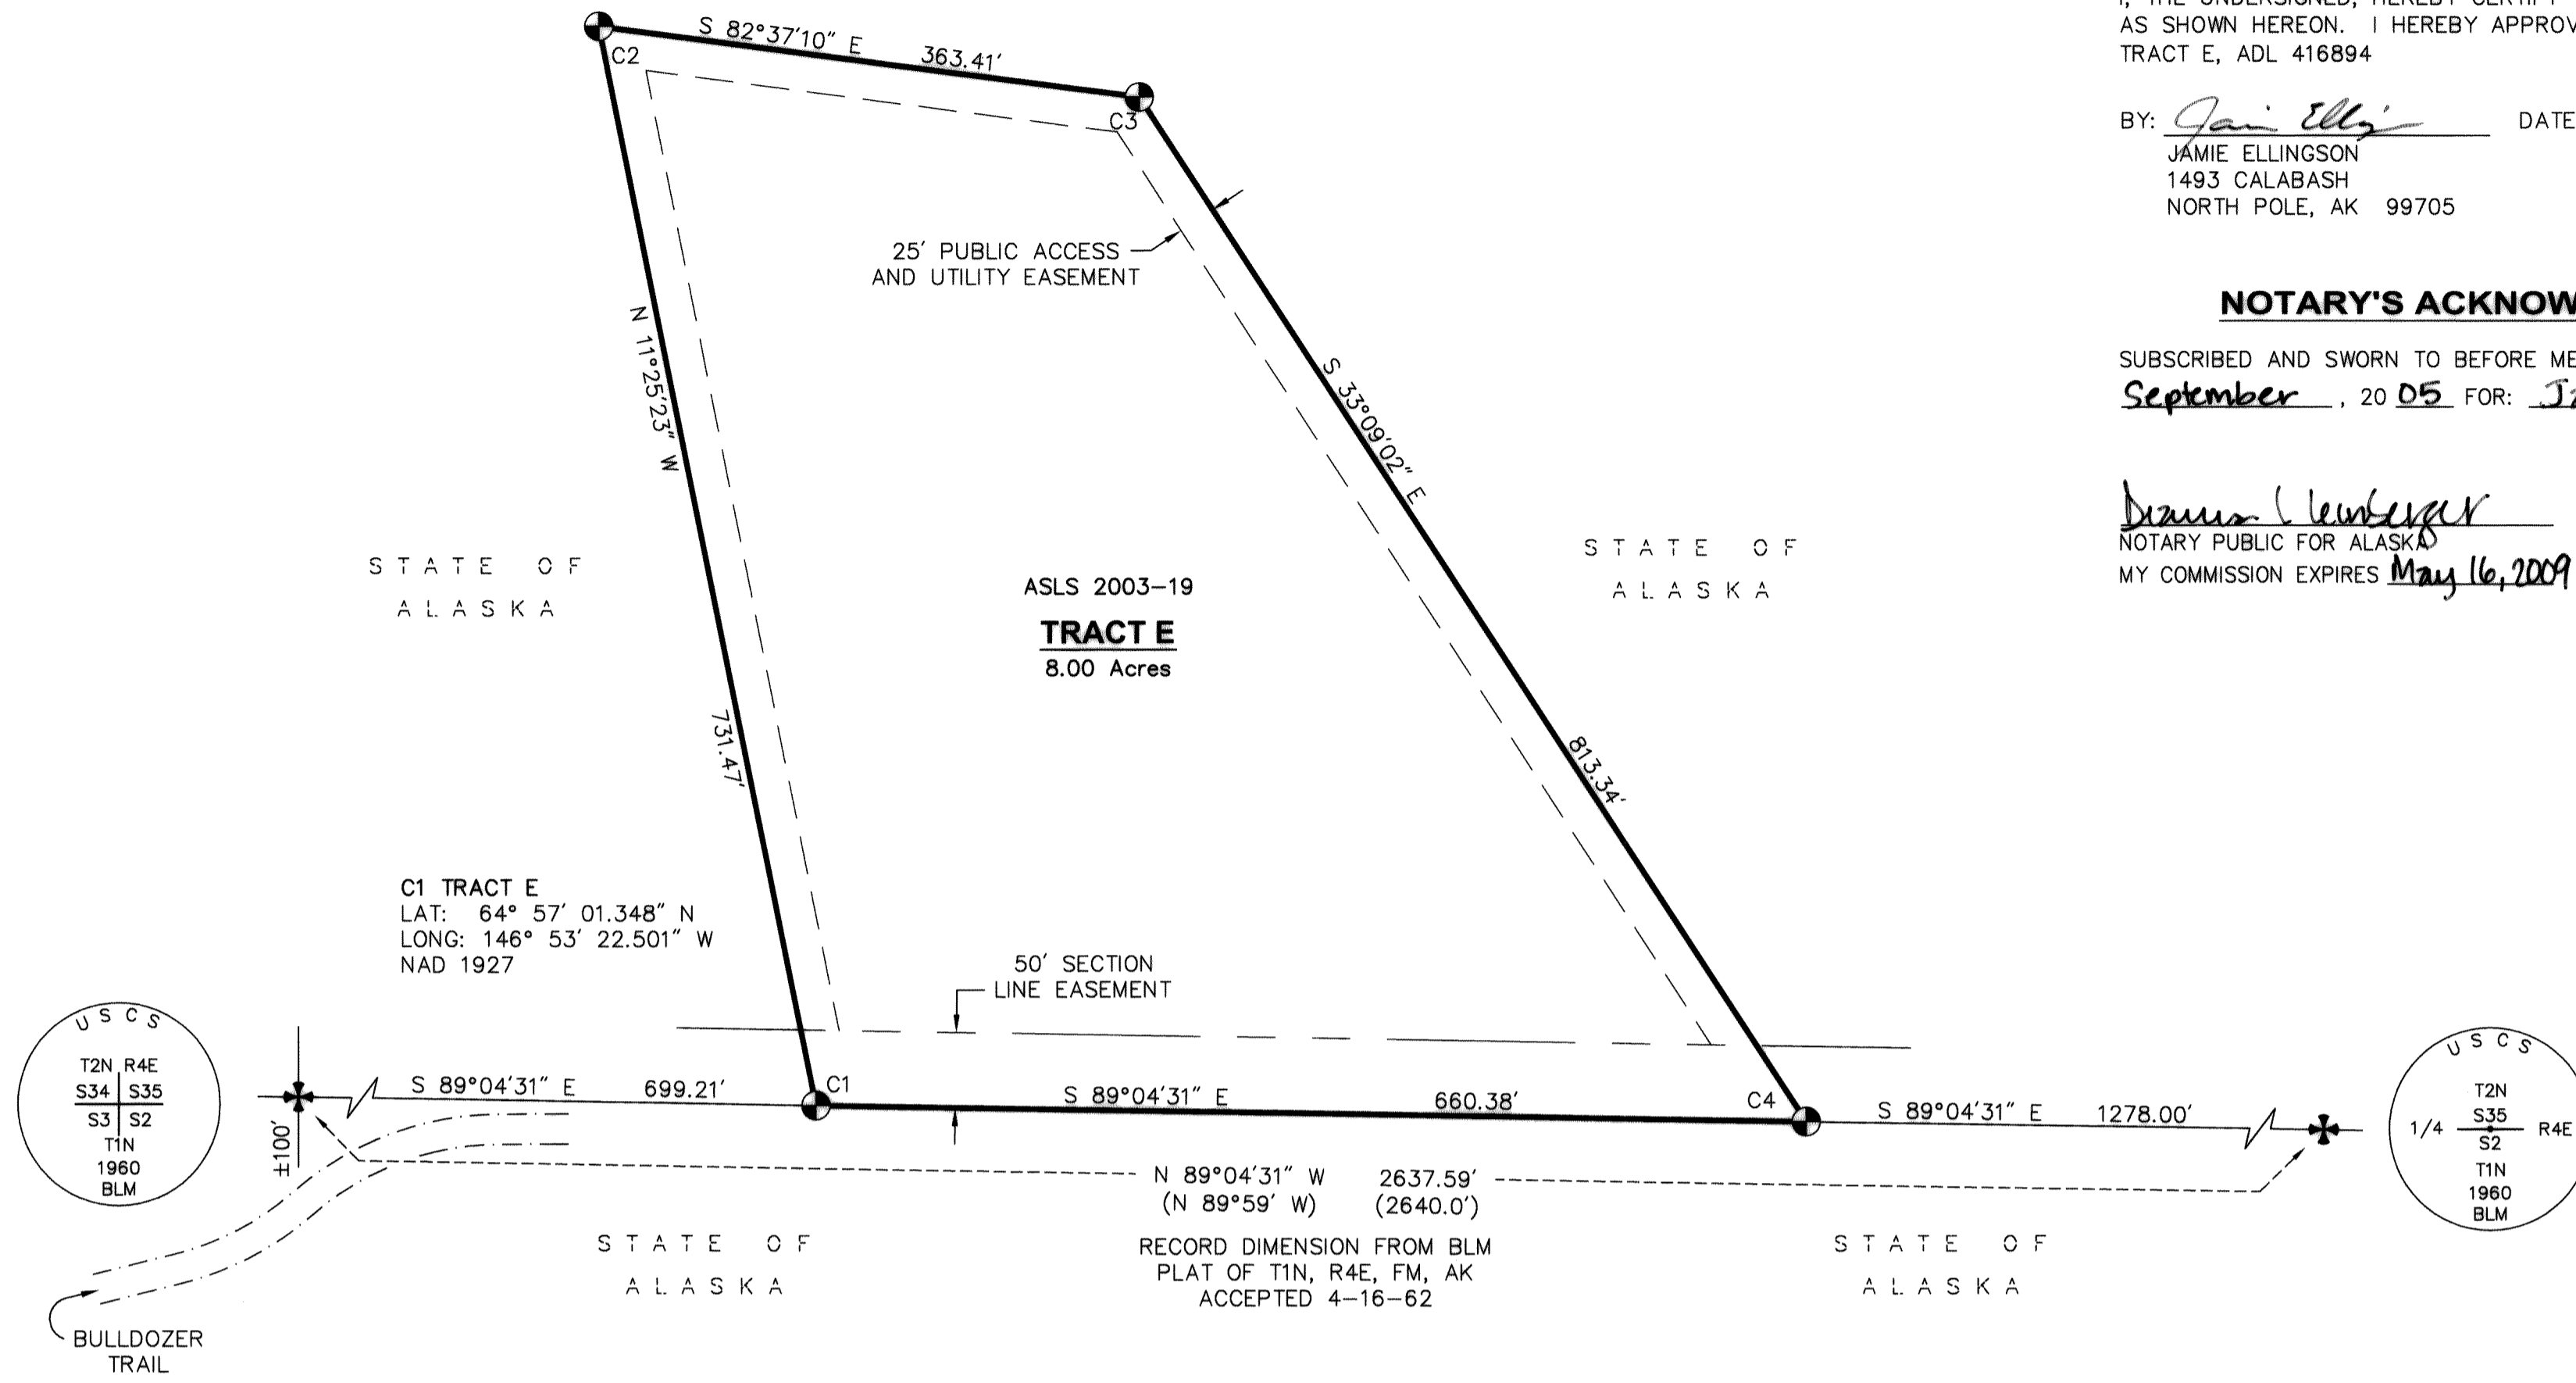 AS SHOWN HEREON. I HEREBY APPROV
TRACT E, ADL 416894
BY: DATE
JAMIE ELLINGSON
1493 CALABASH
NORTH POLE, AK 99705
NOTARY'S ACKNOW
SUBSCRIBED AND SWORN TO BEFORE ME
September, 20 05 FOR:
NOTARY PUBLIC FOR ALASKA
MY COMMISSION EXPIRES May 16, 2009
C2
S 82°37'10" E 363.41'
C3
25' PUBLIC ACCESS
AND UTILITY EASEMENT
N 11°25'23" W
731.47'
S 33°09'02" E
813.34'
STATE OF
ALASKA
STATE OF
ALASKA
ASLS 2003-19
TRACT E
8.00 Acres
C1 TRACT E
LAT: 64° 57' 01.348" N
LONG: 146° 53' 22.501" W
NAD 1927
50' SECTION
LINE EASEMENT
USCS
T2N R4E
S34 S35
S3 S2
T1N
1960
BLM
±100'
S 89°04'31" E 699.21'
C1
S 89°04'31" E 660.38'
C4
S 89°04'31" E 1278.00'
USCS
T2N
S35
1/4 R4E
S2
T1N
1960
BLM
N 89°04'31" W 2637.59'
(N 89°59' W) (2640.0')
RECORD DIMENSION FROM BLM
PLAT OF T1N, R4E, FM, AK
ACCEPTED 4-16-62
STATE OF
ALASKA
STATE OF
ALASKA
BULLDOZER
TRAIL